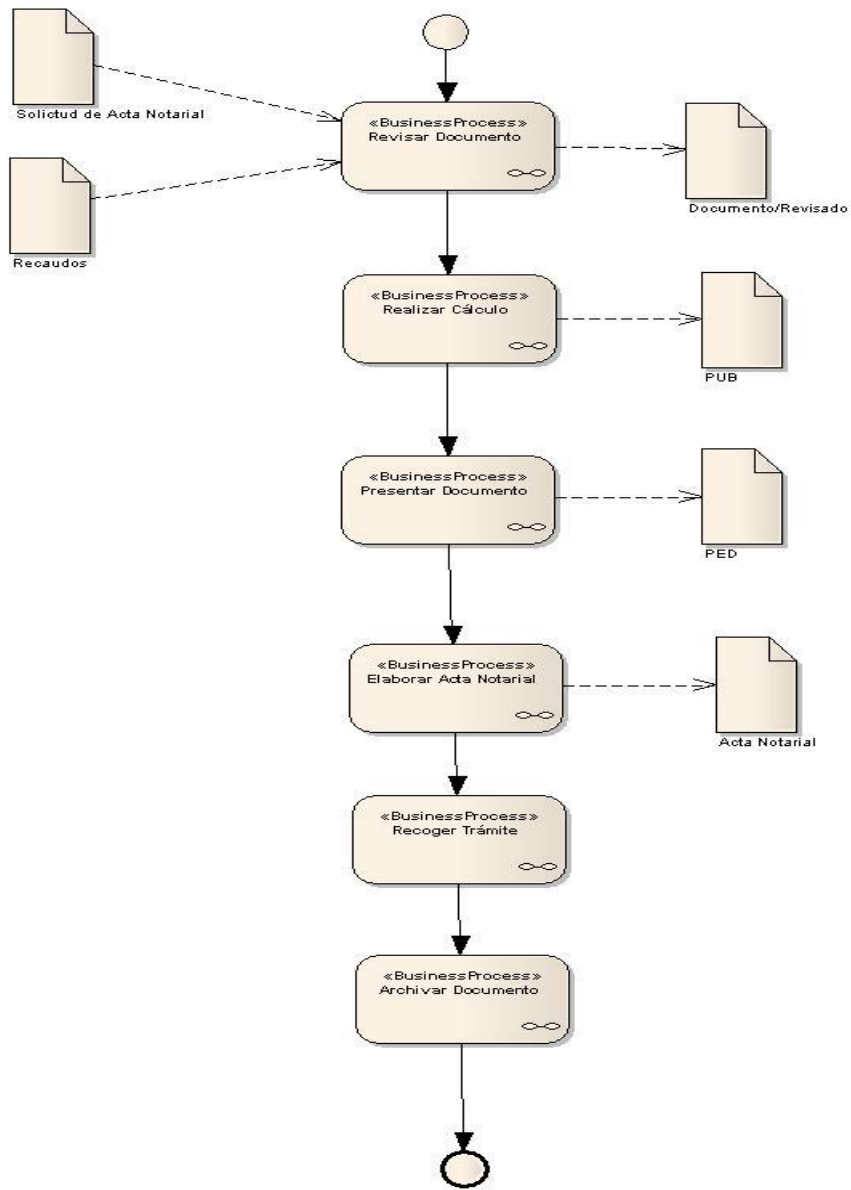 Solictud de Acta Notarial
Recaudos
«BusinessProcess»
Revisar Documento
Documento/Revisado
«BusinessProcess»
Realizar Cálculo
PUB
«BusinessProcess»
Presentar Documento
PED
«BusinessProcess»
Elaborar Acta Notarial
Acta Notarial
«BusinessProcess»
Recoger Trámite
«BusinessProcess»
Archivar Documento